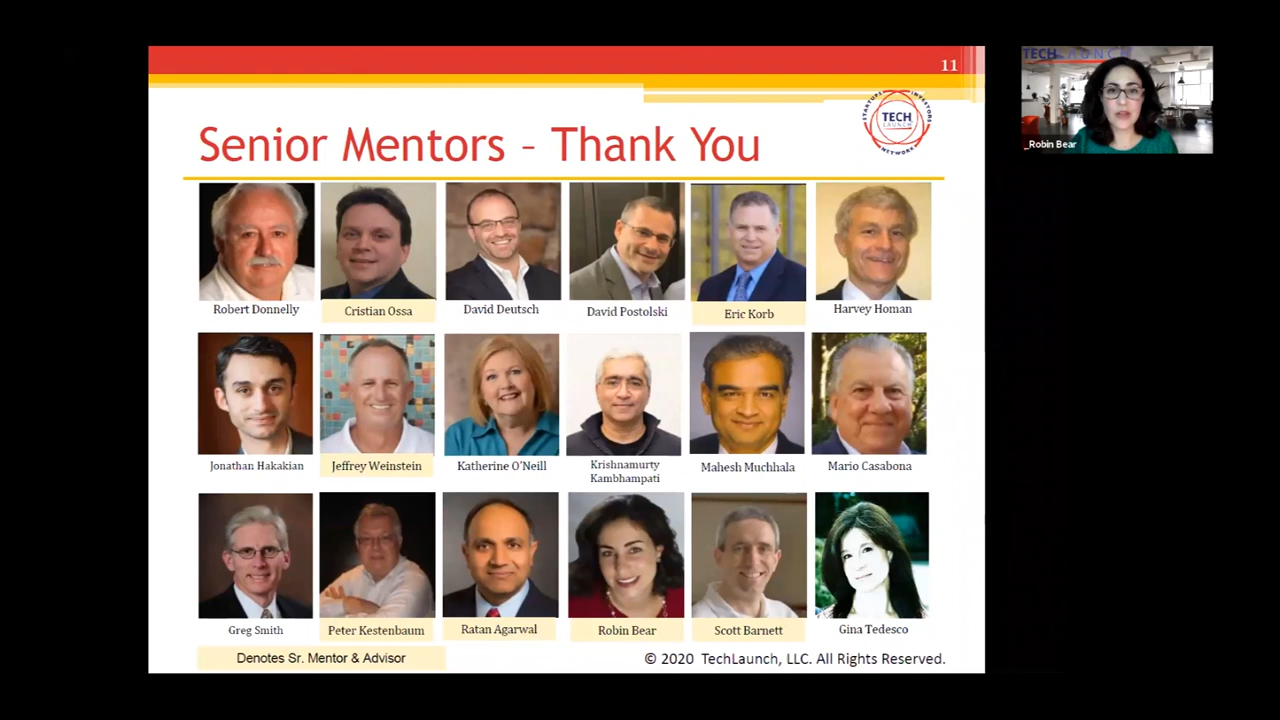 11
TECH LAUNCH
STARTUPS INVESTORS
TECH
LAUNCH
NETWORK
_Robin Bear
Senior Mentors – Thank You
Robert Donnelly
Cristian Ossa
David Deutsch
David Postolski
Eric Korb
Harvey Homan
Jonathan Hakakian
Jeffrey Weinstein
Katherine O'Neill
Krishnamurty
Kambhampati
Mahesh Muchhala
Mario Casabona
Greg Smith
Peter Kestenbaum
Ratan Agarwal
Robin Bear
Scott Barnett
Gina Tedesco
Denotes Sr. Mentor & Advisor
© 2020 TechLaunch, LLC. All Rights Reserved.